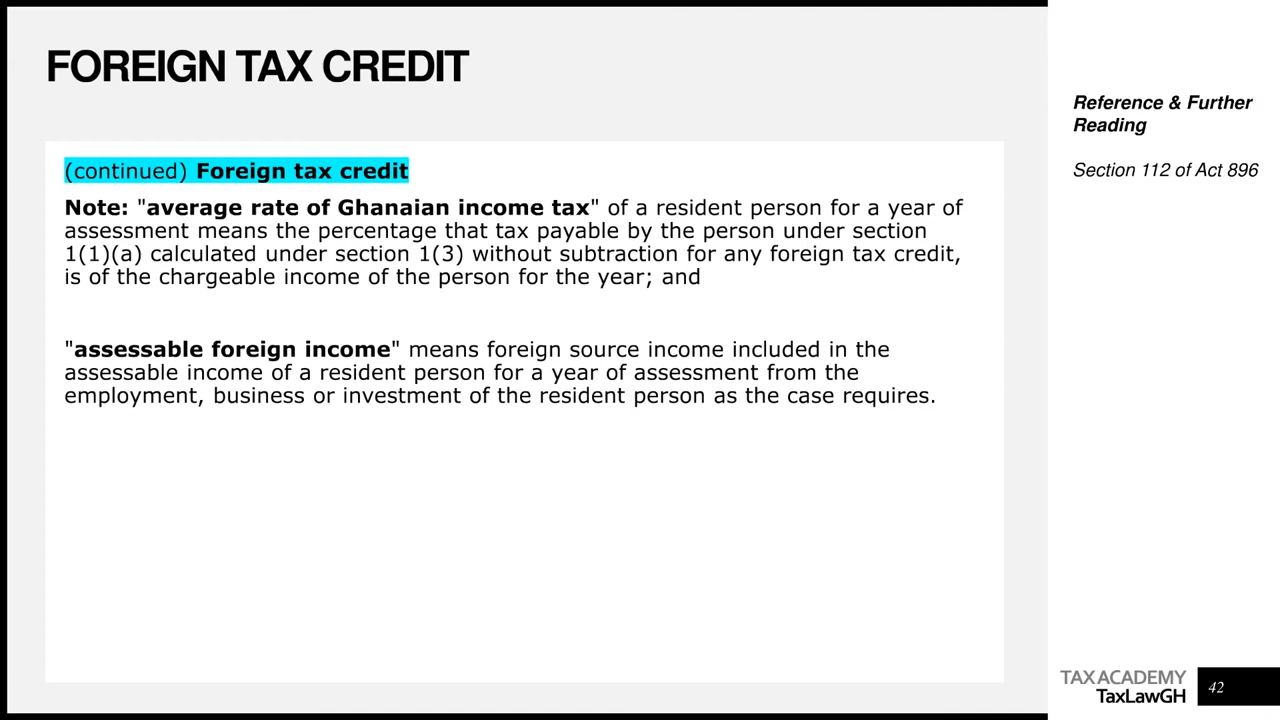 FOREIGN TAX CREDIT
(continued) Foreign tax credit
Note: "average rate of Ghanaian income tax" of a resident person for a year of
assessment means the percentage that tax payable by the person under section
1(1)(a) calculated under section 1(3) without subtraction for any foreign tax credit,
is of the chargeable income of the person for the year; and
"assessable foreign income" means foreign source income included in the
assessable income of a resident person for a year of assessment from the
employment, business or investment of the resident person as the case requires.
Reference & Further
Reading
Section 112 of Act 896
TAX ACADEMY
TaxLawGH
42